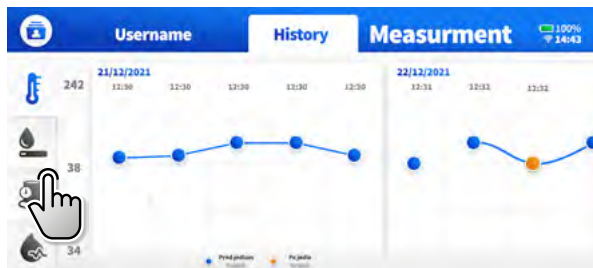 Username
History
Measurment
100%
14:43
21/12/2021
22/12/2021
12:30 12:30 12:30 12:30 12:30
12:31 12:32 12:32
242
38
34
Pred jedlom
Po jedle